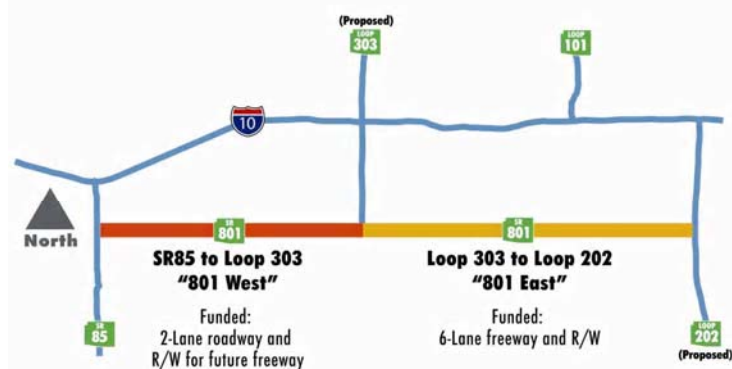 (Proposed)
LOOP
303
LOOP
101
10
North
SR
801
SR
801
SR85 to Loop 303
"801 West"
Loop 303 to Loop 202
"801 East"
Funded:
2-Lane roadway and
R/W for future freeway
Funded:
6-Lane freeway and R/W
SR
85
LOOP
202
(Proposed)